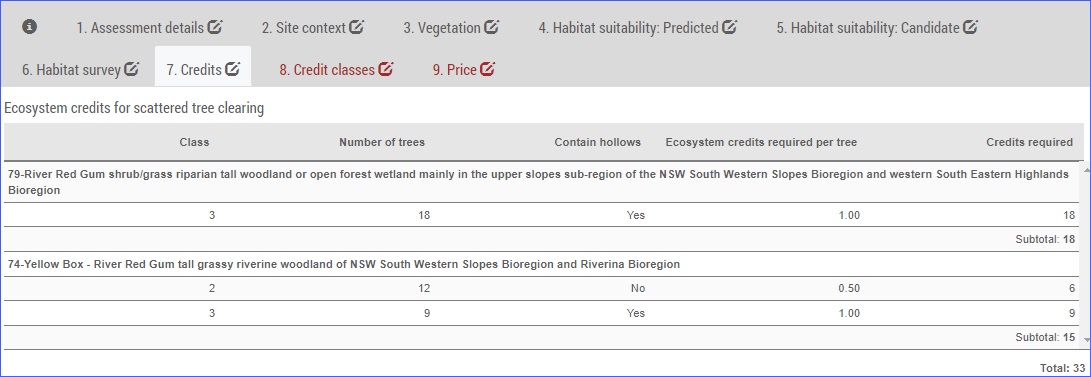 1. Assessment details 2. Site context 3. Vegetation 4. Habitat suitability: Predicted 5. Habitat suitability: Candidate
6. Habitat survey 7. Credits 8. Credit classes 9. Price
Ecosystem credits for scattered tree clearing
Class Number of trees Contain hollows Ecosystem credits required per tree Credits required
79-River Red Gum shrub/grass riparian tall woodland or open forest wetland mainly in the upper slopes sub-region of the NSW South Western Slopes Bioregion and western South Eastern Highlands
Bioregion
3 18 Yes 1.00 18
Subtotal: 18
74-Yellow Box - River Red Gum tall grassy riverine woodland of NSW South Western Slopes Bioregion and Riverina Bioregion
2 12 No 0.50 6
3 9 Yes 1.00 9
Subtotal: 15
Total: 33